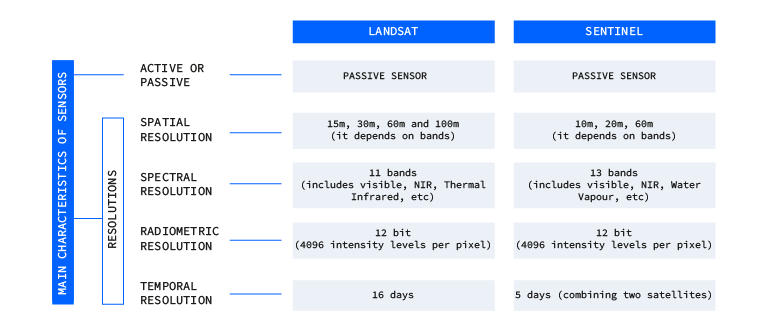 LANDSAT
SENTINEL
MAIN CHARACTERISTICS OF SENSORS
ACTIVE OR
PASSIVE
PASSIVE SENSOR
PASSIVE SENSOR
RESOLUTIONS
SPATIAL
RESOLUTION
15m, 30m, 60m and 100m
(it depends on bands)
10m, 20m, 60m
(it depends on bands)
SPECTRAL
RESOLUTION
11 bands
(includes visible, NIR, Thermal
Infrared, etc)
13 bands
(includes visible, NIR, Water
Vapour, etc)
RADIOMETRIC
RESOLUTION
12 bit
(4096 intensity levels per pixel)
12 bit
(4096 intensity levels per pixel)
TEMPORAL
RESOLUTION
16 days
5 days (combining two satellites)